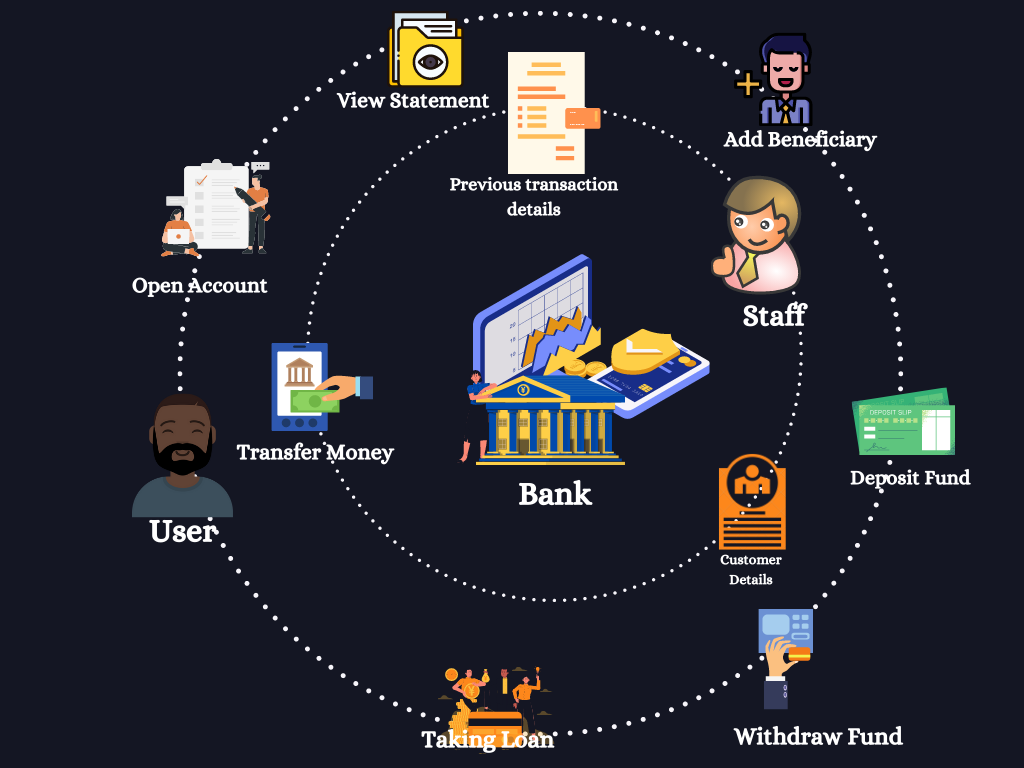 View Statement
Add Beneficiary
Previous transaction
details
Open Account
Staff
Transfer Money
Bank
DEPOSIT SLIP
Deposit Fund
User
Customer
Details
Taking Loan
Withdraw Fund